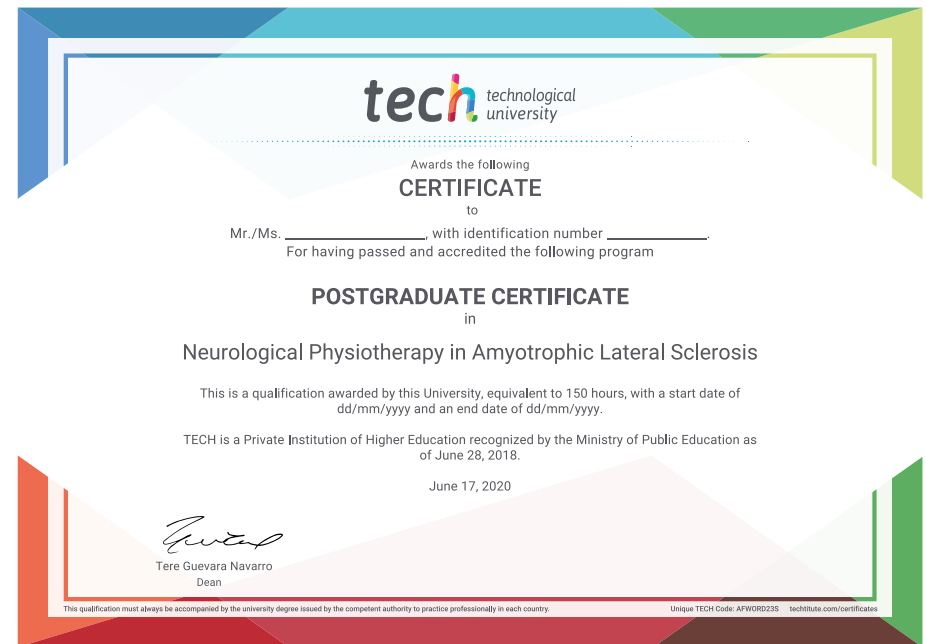 tech technological
university
Awards the following
CERTIFICATE
to
Mr./Ms. ____________________, with identification number ______________.
For having passed and accredited the following program
POSTGRADUATE CERTIFICATE
in
Neurological Physiotherapy in Amyotrophic Lateral Sclerosis
This is a qualification awarded by this University, equivalent to 150 hours, with a start date of
dd/mm/yyyy and an end date of dd/mm/yyyy.
TECH is a Private Institution of Higher Education recognized by the Ministry of Public Education as
of June 28, 2018.
June 17, 2020
Tere Guevara Navarro
Dean
This qualification must always be accompanied by the university degree issued by the competent authority to practice professionally in each country. Unique TECH Code: AFWORD23S techtitute.com/certificates